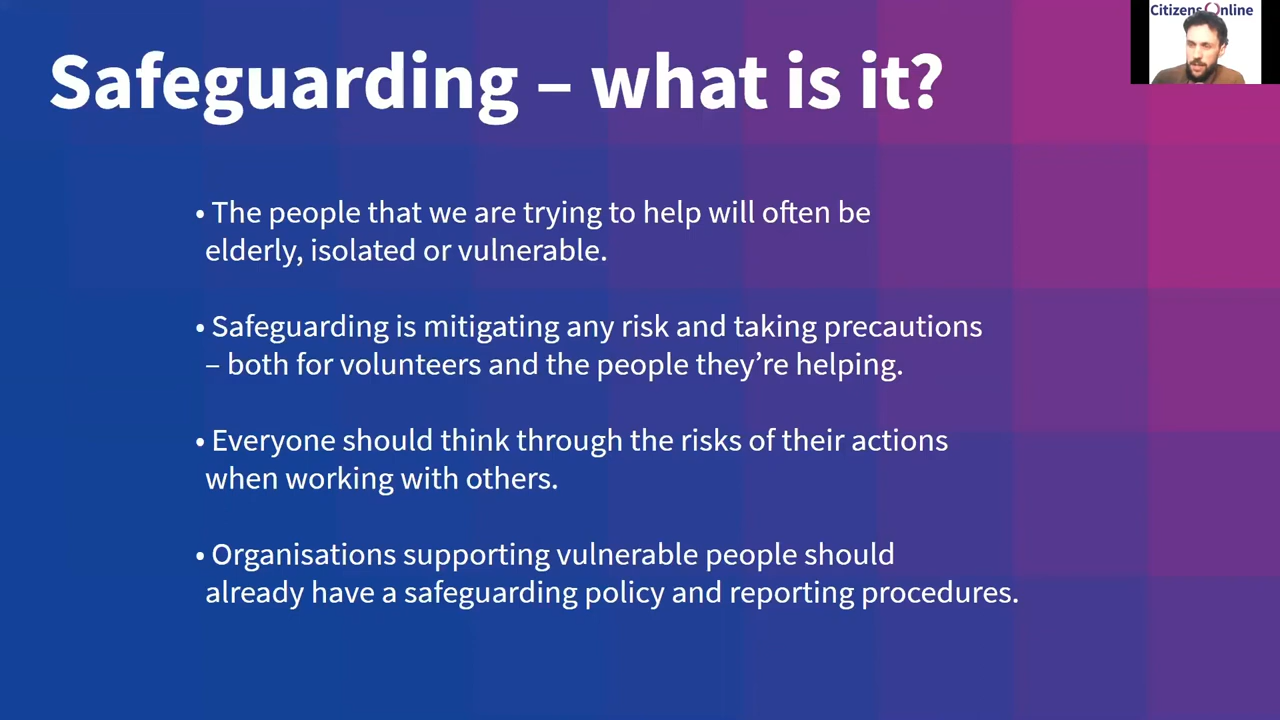 Citizens Online
Safeguarding – what is it?
• The people that we are trying to help will often be
elderly, isolated or vulnerable.
• Safeguarding is mitigating any risk and taking precautions
– both for volunteers and the people they’re helping.
• Everyone should think through the risks of their actions
when working with others.
• Organisations supporting vulnerable people should
already have a safeguarding policy and reporting procedures.